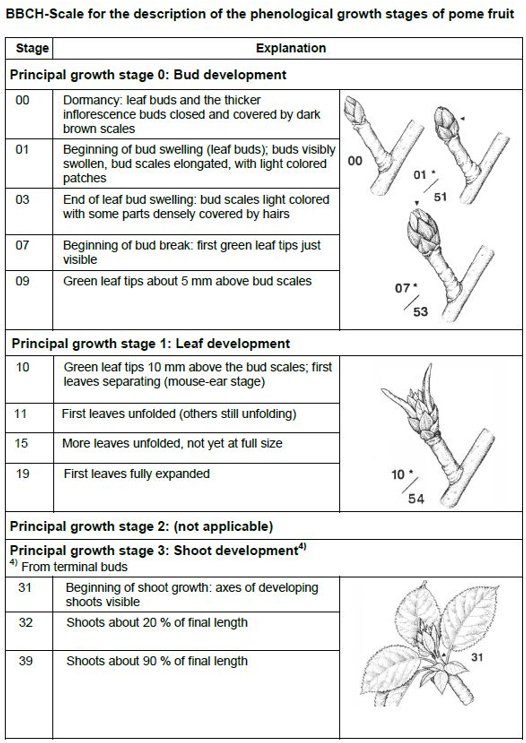 BBCH-Scale for the description of the phenological growth stages of pome fruit
Stage Explanation
Principal growth stage 0: Bud development
00 Dormancy: leaf buds and the thicker
inflorescence buds closed and covered by dark
brown scales
01 Beginning of bud swelling (leaf buds); buds visibly
swollen, bud scales elongated, with light colored
patches
03 End of leaf bud swelling: bud scales light colored
with some parts densely covered by hairs
07 Beginning of bud break: first green leaf tips just
visible
09 Green leaf tips about 5 mm above bud scales
00
01 *
/
51
07 *
/
53
Principal growth stage 1: Leaf development
10 Green leaf tips 10 mm above the bud scales; first
leaves separating (mouse-ear stage)
11 First leaves unfolded (others still unfolding)
15 More leaves unfolded, not yet at full size
19 First leaves fully expanded
10 *
/
54
Principal growth stage 2: (not applicable)
Principal growth stage 3: Shoot development4)
4) From terminal buds
31 Beginning of shoot growth: axes of developing
shoots visible
32 Shoots about 20 % of final length
39 Shoots about 90 % of final length
31